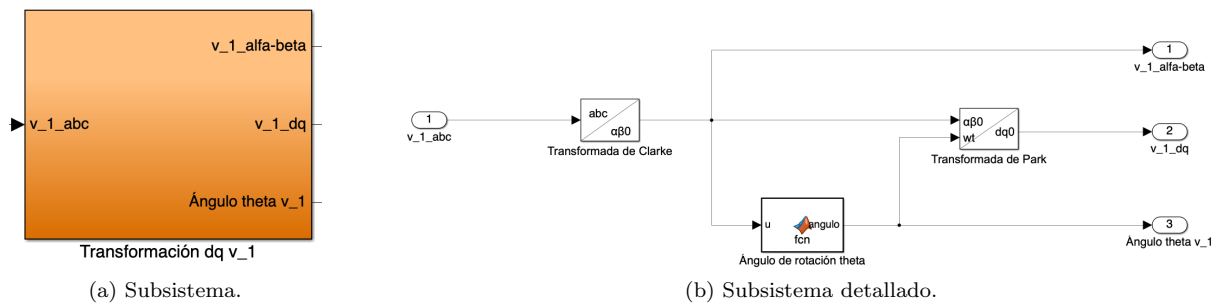 v_1_alfa-beta
v_1_abc
v_1_dq
Ángulo theta v_1
Transformación dq v_1
(a) Subsistema.
1
v_1_alfa-beta
1
v_1_abc
abc
αβ0
Transformada de Clarke
αβ0
wt
dq0
Transformada de Park
2
v_1_dq
u
fcn
angulo
Ángulo de rotación theta
3
Ángulo theta v_1
(b) Subsistema detallado.